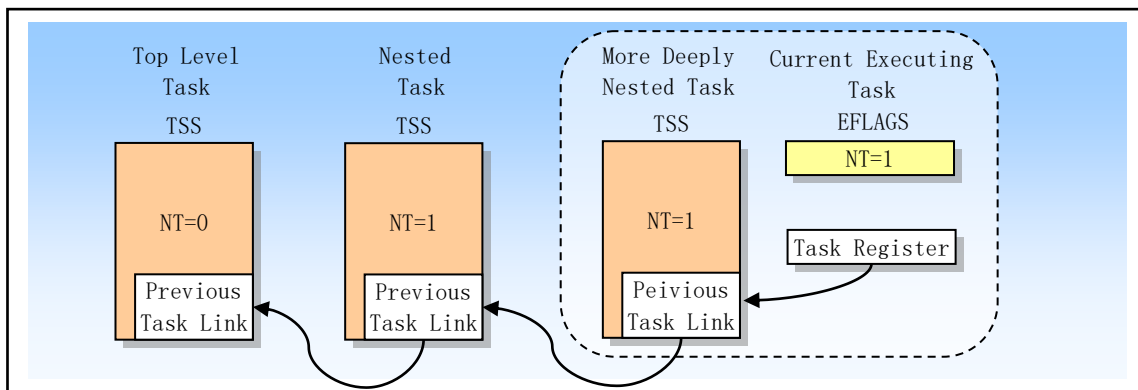 Top Level
Task
TSS
NT=0
Previous
Task Link
Nested
Task
TSS
NT=1
Previous
Task Link
More Deeply
Nested Task
TSS
NT=1
Peivious
Task Link
Current Executing
Task
EFLAGS
NT=1
Task Register